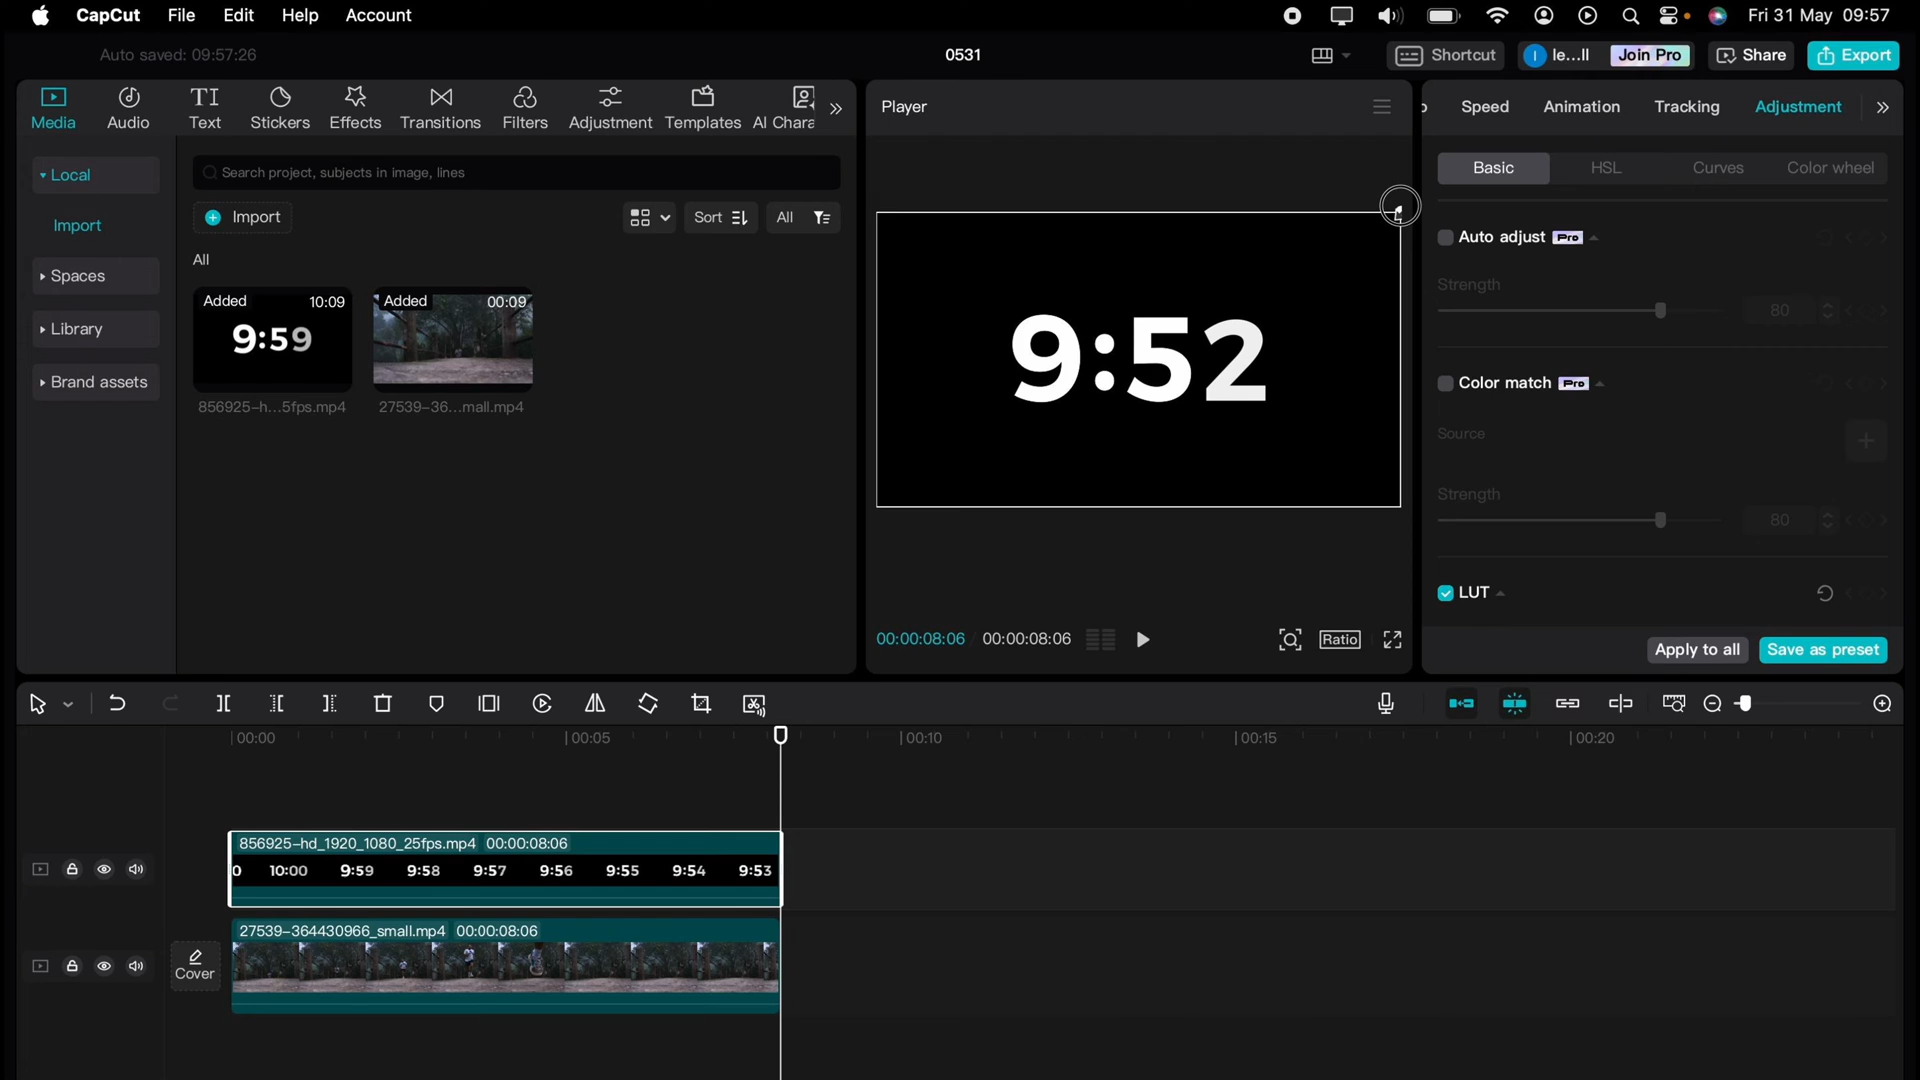 CapCut File Edit Help Account Fri 31 May 09:57
Auto saved: 09:57:26 0531 Shortcut I le...ll Join Pro Share Export
Media Audio Text Stickers Effects Transitions Filters Adjustment Templates AI Chara
Player
Speed Animation Tracking Adjustment
Local
Import
Spaces
Library
Brand assets
Search project, subjects in image, lines
Import Sort All
All
Added 10:09
9:59
856925-h...5fps.mp4
Added 00:09
27539-36...mall.mp4
9:52
00:00:08:06 00:00:08:06 Ratio
Basic HSL Curves Color wheel
Auto adjust Pro
Strength
80
Color match Pro
Source
Strength
80
LUT
Apply to all Save as preset
00:00 00:05 00:10 00:15 00:20
856925-hd_1920_1080_25fps.mp4 00:00:08:06
0 10:00 9:59 9:58 9:57 9:56 9:55 9:54 9:53
Cover
27539-364430966_small.mp4 00:00:08:06